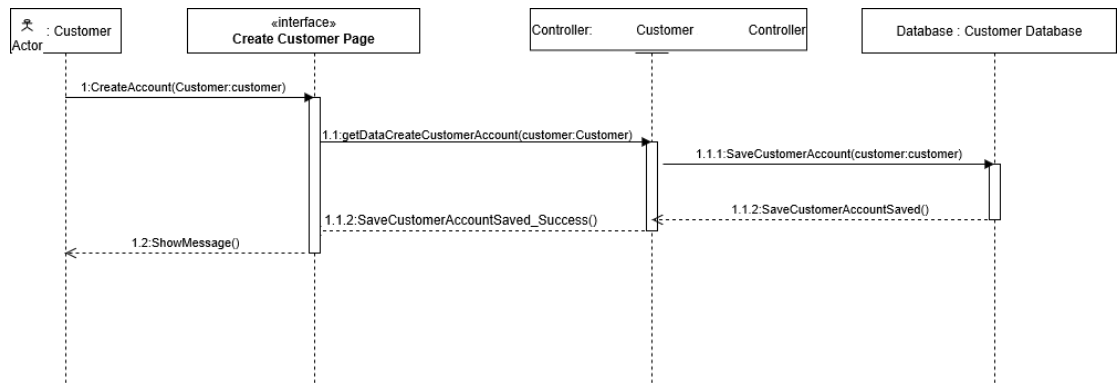 : Customer
Actor
«interface»
Create Customer Page
Controller: Customer Controller
Database : Customer Database
1:CreateAccount(Customer:customer)
1.1:getDataCreateCustomerAccount(customer:Customer)
1.1.1:SaveCustomerAccount(customer:customer)
1.1.2:SaveCustomerAccountSaved()
1.1.2:SaveCustomerAccountSaved_Success()
1.2:ShowMessage()